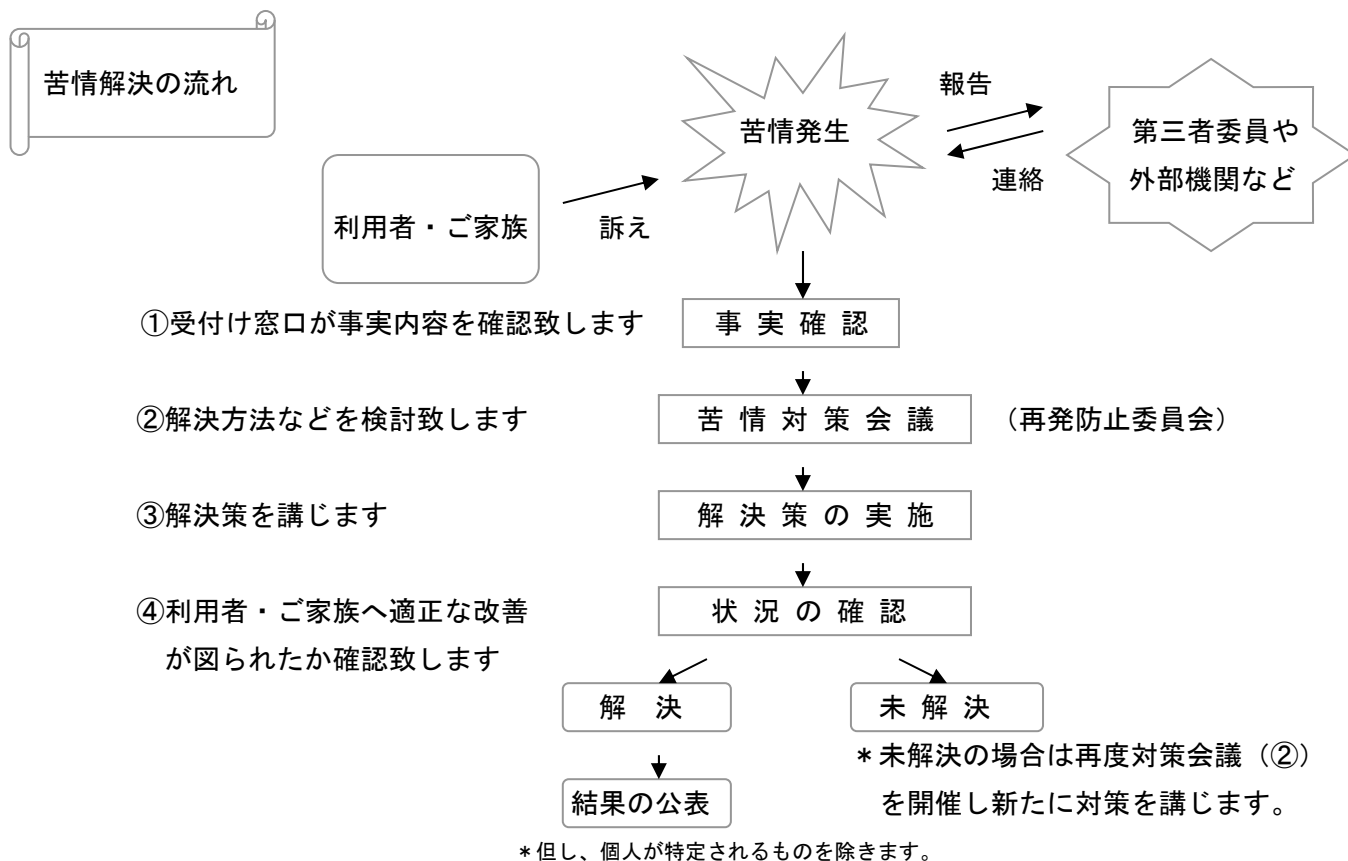 苦情解決の流れ
苦情発生
報告
連絡
第三者委員や
外部機関など
利用者・ご家族
訴え
①受付け窓口が事実内容を確認致します
事 実 確 認
②解決方法などを検討致します
苦 情 対 策 会 議
（再発防止委員会）
③解決策を講じます
解 決 策 の 実 施
④利用者・ご家族へ適正な改善
が図られたか確認致します
状 況 の 確 認
解　決
未 解 決
＊未解決の場合は再度対策会議（②）
を開催し新たに対策を講じます。
結果の公表
＊但し、個人が特定されるものを除きます。